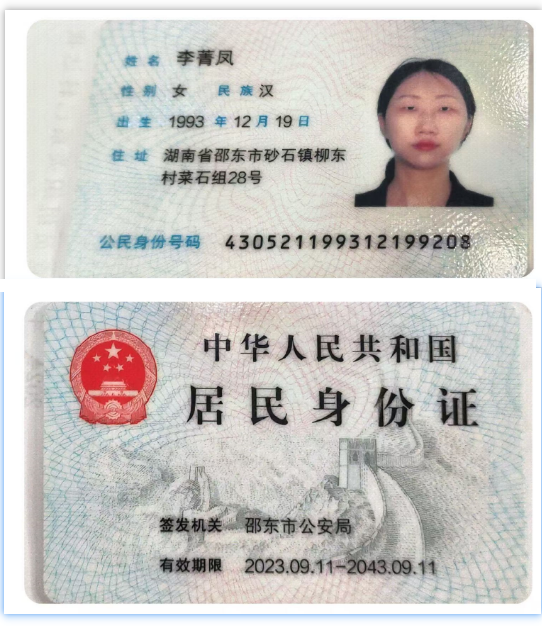 姓名 李菁凤
性别 女 民族 汉
出生 1993 年 12 月 19 日
住址 湖南省邵东市砂石镇柳东
村菜石组28号
公民身份号码 430521199312199208
中华人民共和国
居民身份证
签发机关 邵东市公安局
有效期限 2023.09.11-2043.09.11